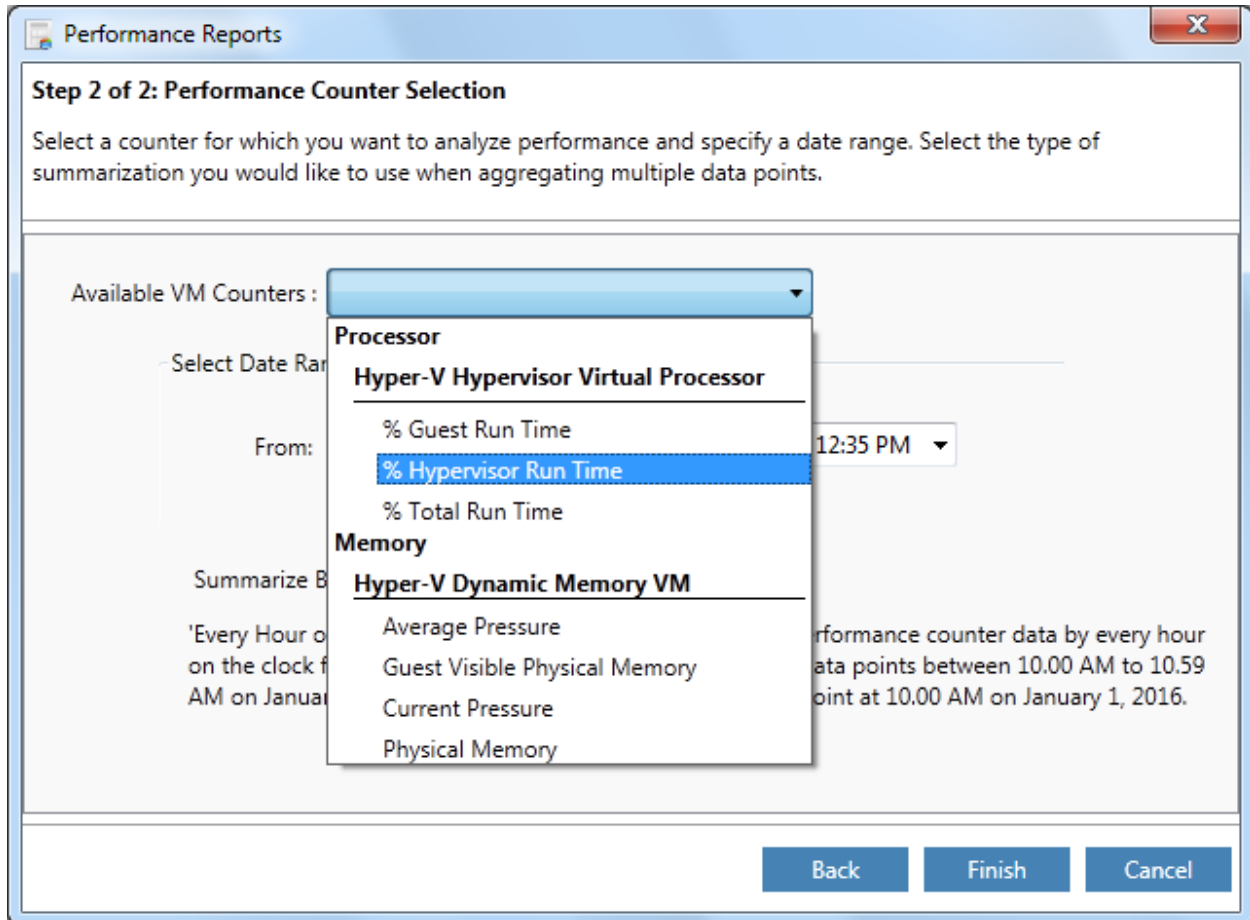 Performance Reports
Step 2 of 2: Performance Counter Selection
Select a counter for which you want to analyze performance and specify a date range. Select the type of
summarization you would like to use when aggregating multiple data points.
Available VM Counters :
Processor
Select Date
Hyper-V Hypervisor Virtual Processor
% Guest Run Time
From:
12:35 PM
% Hypervisor Run Time
% Total Run Time
Memory
Summarize
Hyper-V Dynamic Memory VM
Average Pressure
'Every Hour
performance counter data by every hour
Guest Visible Physical Memory
on the clock
data points between 10.00 AM to 10.59
Current Pressure
AM on
point at 10.00 AM on January 1, 2016.
Physical Memory
Back
Finish
Cancel